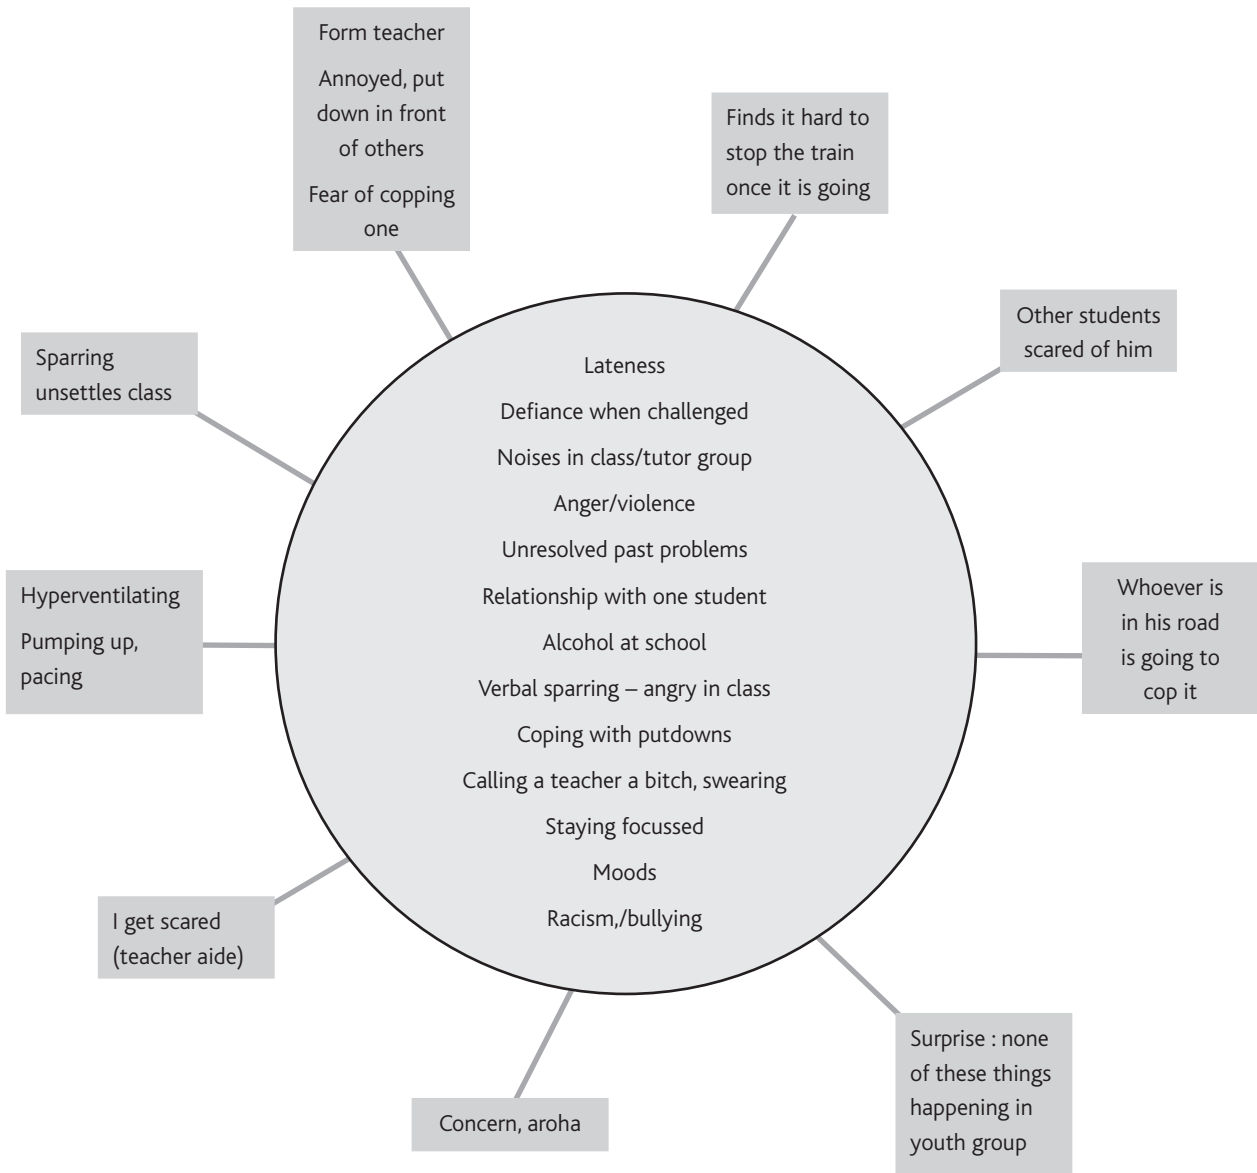 Form teacher
Annoyed, put
down in front
of others
Fear of copping
one
Finds it hard to
stop the train
once it is going
Other students
scared of him
Sparring
unsettles class
Lateness
Defiance when challenged
Noises in class/tutor group
Anger/violence
Unresolved past problems
Relationship with one student
Alcohol at school
Verbal sparring – angry in class
Coping with putdowns
Calling a teacher a bitch, swearing
Staying focussed
Moods
Racism,/bullying
Hyperventilating
Pumping up,
pacing
Whoever is
in his road
is going to
cop it
I get scared
(teacher aide)
Concern, aroha
Surprise : none
of these things
happening in
youth group